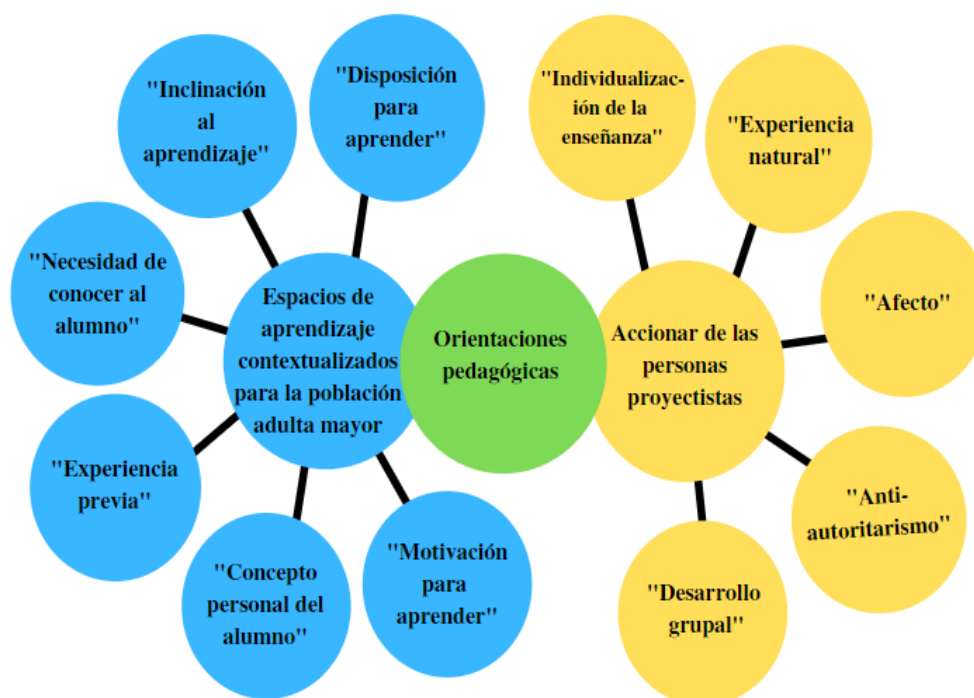 "Inclinación
al
aprendizaje"
"Disposición
para
aprender"
"Necesidad de
conocer al
alumno"
Espacios de
aprendizaje
contextualizados
para la población
adulta mayor
"Experiencia
previa"
"Concepto
personal del
alumno"
"Motivación
para
aprender"
Orientaciones
pedagógicas
"Individualizac-
ión de la
enseñanza"
"Experiencia
natural"
Accionar de las
personas
proyectistas
"Afecto"
"Anti-
autoritarismo"
"Desarrollo
grupal"